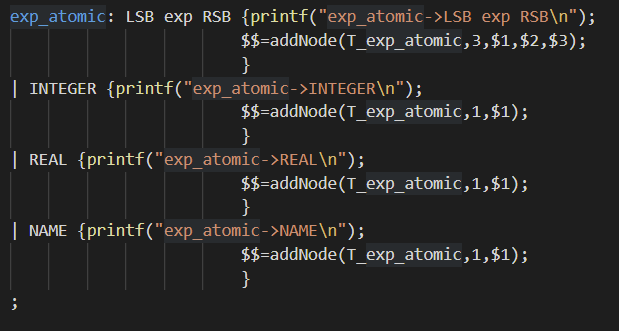 exp_atomic: LSB exp RSB {printf("exp_atomic->LSB exp RSB\n");
$$=addNode(T_exp_atomic,3,$1,$2,$3);
}
| INTEGER {printf("exp_atomic->INTEGER\n");
$$=addNode(T_exp_atomic,1,$1);
}
| REAL {printf("exp_atomic->REAL\n");
$$=addNode(T_exp_atomic,1,$1);
}
| NAME {printf("exp_atomic->NAME\n");
$$=addNode(T_exp_atomic,1,$1);
}
;